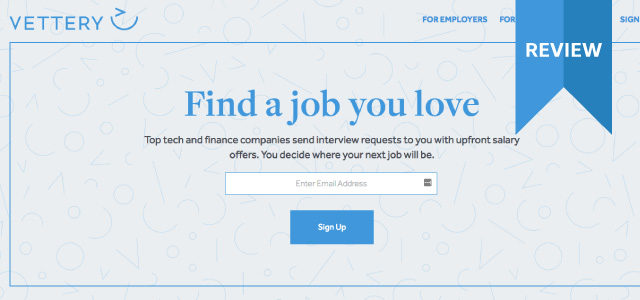 VETTERY
FOR EMPLOYERS FOR SIGN
REVIEW
Find a job you love
Top tech and finance companies send interview requests to you with upfront salary
offers. You decide where your next job will be.
Enter Email Address
Sign Up